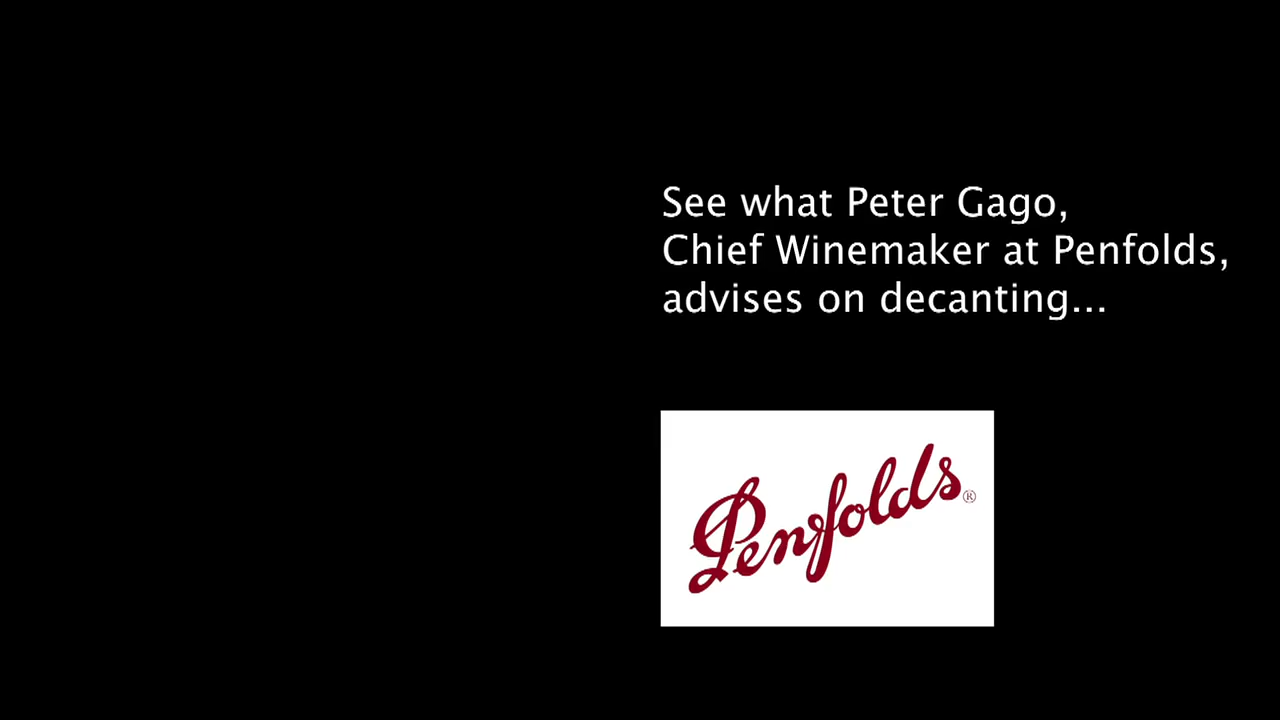 See what Peter Gago,
Chief Winemaker at Penfolds,
advises on decanting...
Penfolds®